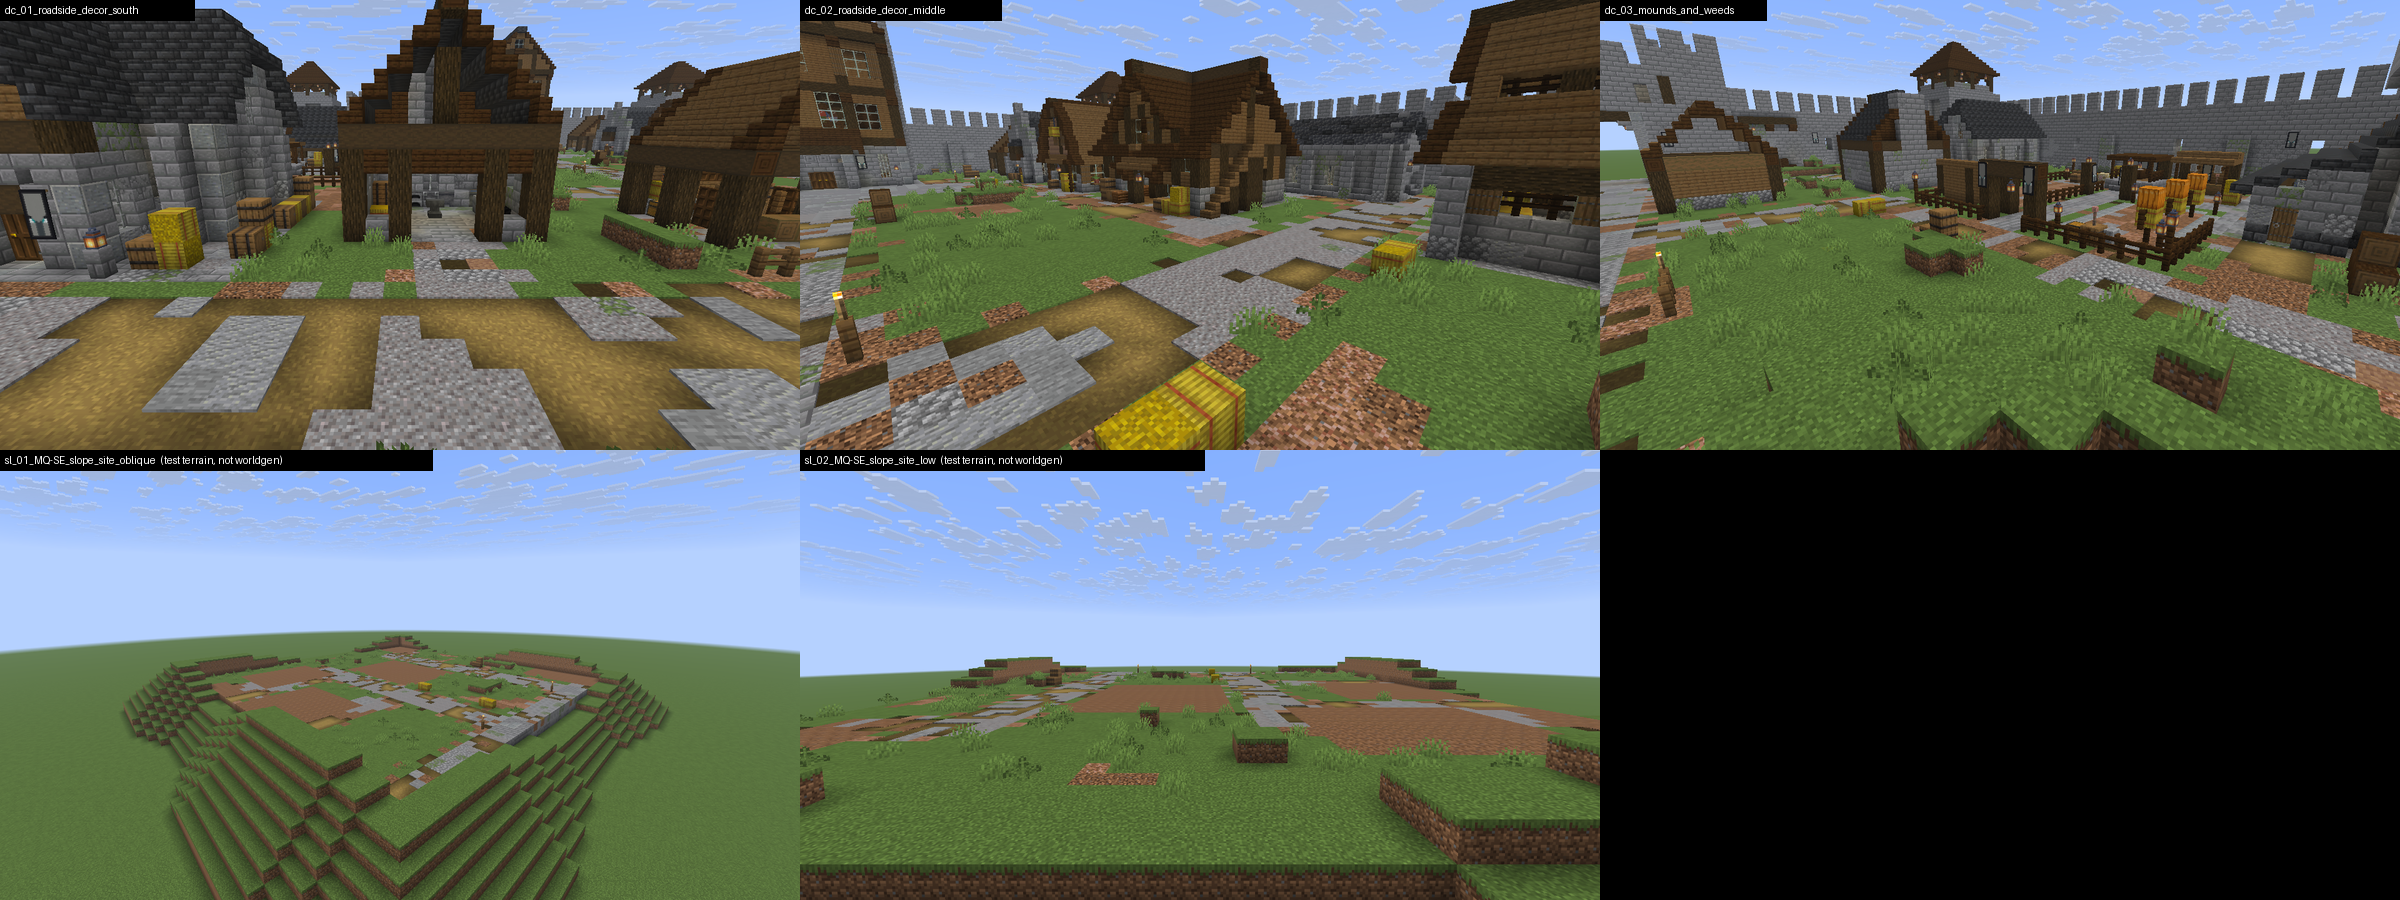 dc_01_roadside_decor_south
dc_02_roadside_decor_middle
dc_03_mounds_and_weeds
sl_01_MQ-SE_slope_site_oblique (test terrain, not worldgen)
sl_02_MQ-SE_slope_site_low (test terrain, not worldgen)